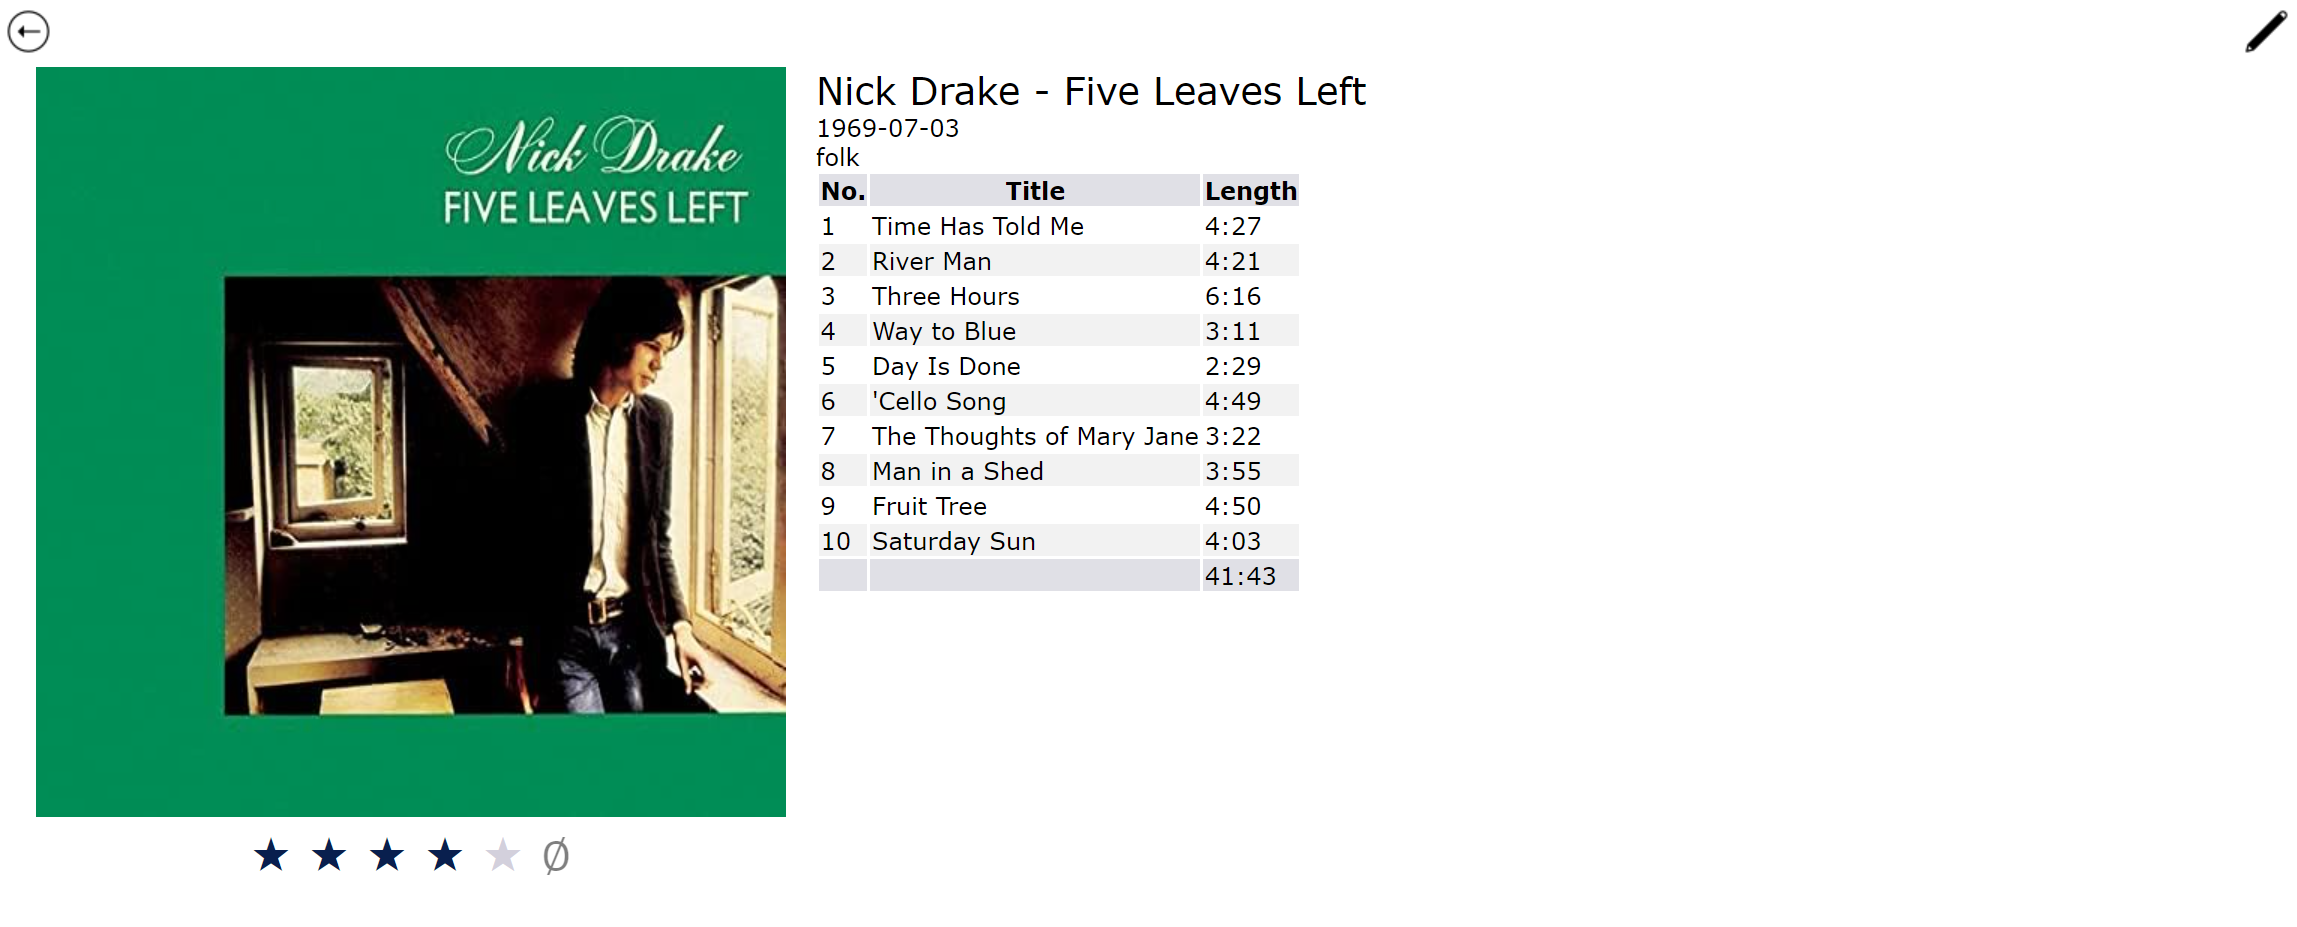 Nick Drake
FIVE LEAVES LEFT
Nick Drake - Five Leaves Left
1969-07-03
folk
No. Title Length
1 Time Has Told Me 4:27
2 River Man 4:21
3 Three Hours 6:16
4 Way to Blue 3:11
5 Day Is Done 2:29
6 'Cello Song 4:49
7 The Thoughts of Mary Jane 3:22
8 Man in a Shed 3:55
9 Fruit Tree 4:50
10 Saturday Sun 4:03
41:43
★ ★ ★ ★ ★ Ø